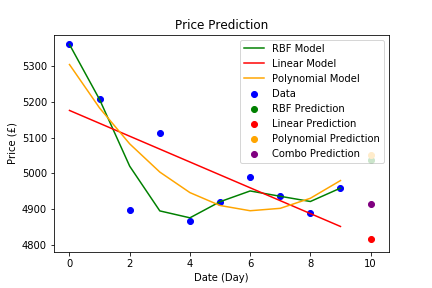 Price Prediction
RBF Model
Linear Model
Polynomial Model
Data
RBF Prediction
Linear Prediction
Polynomial Prediction
Combo Prediction
Price (£)
5300
5200
5100
5000
4900
4800
0
2
4
6
8
10
Date (Day)